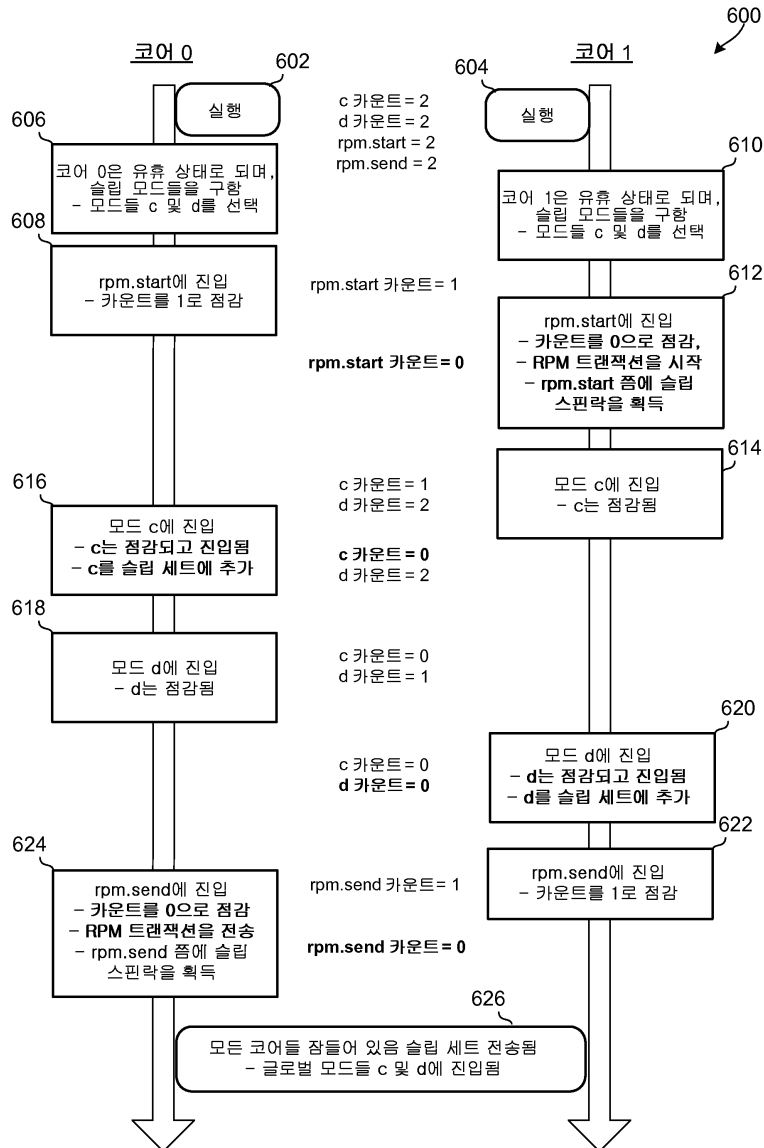 600
코어 0
602
604
코어 1
실행
c 카운트= 2
d 카운트= 2
rpm.start = 2
rpm.send = 2
실행
606
코어 0은 유휴 상태로 되며,
슬립 모드들을 구함
– 모드들 c 및 d를 선택
610
코어 1은 유휴 상태로 되며,
슬립 모드들을 구함
– 모드들 c 및 d를 선택
608
rpm.start에 진입
– 카운트를 1로 점감
rpm.start 카운트= 1
612
rpm.start에 진입
– 카운트를 0으로 점감,
– RPM 트랜잭션을 시작
– rpm.start 쯤에 슬립
스핀락을 획득
rpm.start 카운트= 0
614
모드 c에 진입
– c는 점감됨
c 카운트= 1
d 카운트= 2
616
모드 c에 진입
– c는 점감되고 진입됨
– c를 슬립 세트에 추가
c 카운트= 0
d 카운트= 2
618
모드 d에 진입
– d는 점감됨
c 카운트= 0
d 카운트= 1
620
모드 d에 진입
– d는 점감되고 진입됨
– d를 슬립 세트에 추가
c 카운트= 0
d 카운트= 0
622
rpm.send에 진입
– 카운트를 1로 점감
rpm.send 카운트= 1
624
rpm.send에 진입
– 카운트를 0으로 점감
– RPM 트랜잭션을 전송
– rpm.send 쯤에 슬립
스핀락을 획득
rpm.send 카운트= 0
626
모든 코어들 잠들어 있음 슬립 세트 전송됨
– 글로벌 모드들 c 및 d에 진입됨